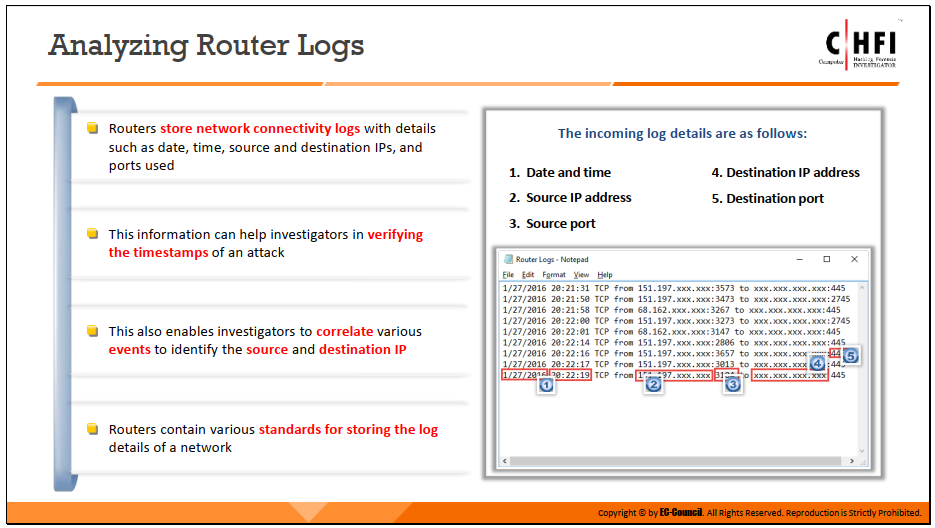 Analyzing Router Logs
C HFI
Computer Hacking Forensic
INVESTIGATOR
Routers store network connectivity logs with details
such as date, time, source and destination IPs, and
ports used
This information can help investigators in verifying
the timestamps of an attack
This also enables investigators to correlate various
events to identify the source and destination IP
Routers contain various standards for storing the log
details of a network
The incoming log details are as follows:
1. Date and time
2. Source IP address
3. Source port
4. Destination IP address
5. Destination port
Router Logs - Notepad
File Edit Format View Help
1/27/2016 20:21:31 TCP from 151.197.xxx.xxx:3573 to xxx.xxx.xxx.xxx:445
1/27/2016 20:21:50 TCP from 151.197.xxx.xxx:3473 to xxx.xxx.xxx.xxx:2745
1/27/2016 20:21:58 TCP from 68.162.xxx.xxx:3267 to xxx.xxx.xxx.xxx:445
1/27/2016 20:22:00 TCP from 151.197.xxx.xxx:3273 to xxx.xxx.xxx.xxx:2745
1/27/2016 20:22:01 TCP from 68.162.xxx.xxx:3147 to xxx.xxx.xxx.xxx:445
1/27/2016 20:22:14 TCP from 151.197.xxx.xxx:2806 to xxx.xxx.xxx.xxx:445
1/27/2016 20:22:16 TCP from 151.197.xxx.xxx:3657 to xxx.xxx.xxx.xxx:445
1/27/2016 20:22:17 TCP from 151.197.xxx.xxx:3013 to xxx.xxx. :445
1/27/2016 20:22:19 TCP from 151.197.xxx.xxx to xxx.xxx.xxx.xxx 445
1 2 3 4 5
Copyright © by EC-Council. All Rights Reserved. Reproduction is Strictly Prohibited.